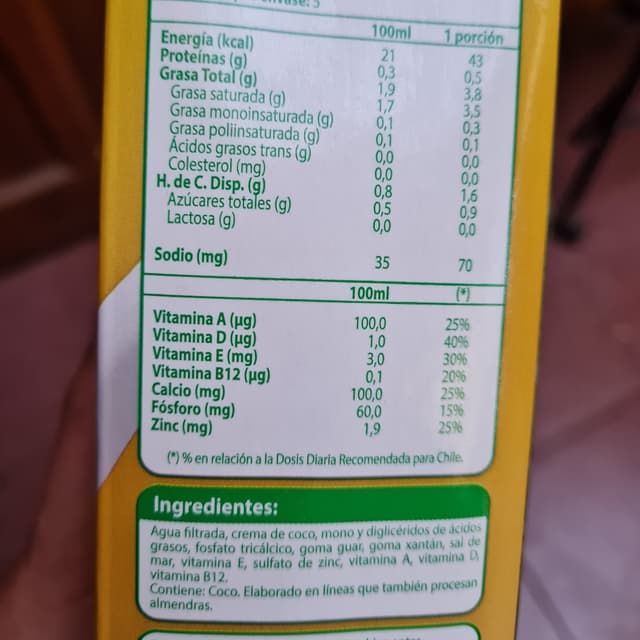 envase: 5
100ml 1 porción
Energía (kcal) 21 43
Proteínas (g) 0,3 0,5
Grasa Total (g) 1,9 3,8
Grasa saturada (g) 1,7 3,5
Grasa monoinsaturada (g) 0,1 0,3
Grasa poliinsaturada (g) 0,1 0,1
Ácidos grasos trans (g) 0,0 0,0
Colesterol (mg) 0,0 0,0
H. de C. Disp. (g) 0,8 1,6
Azúcares totales (g) 0,5 0,9
Lactosa (g) 0,0 0,0
Sodio (mg) 35 70
100ml (*)
Vitamina A (µg) 100,0 25%
Vitamina D (µg) 1,0 40%
Vitamina E (mg) 3,0 30%
Vitamina B12 (µg) 0,1 20%
Calcio (mg) 100,0 25%
Fósforo (mg) 60,0 15%
Zinc (mg) 1,9 25%
(*) % en relación a la Dosis Diaria Recomendada para Chile.
Ingredientes:
Agua filtrada, crema de coco, mono y diglicéridos de ácidos
grasos, fosfato tricálcico, goma guar, goma xantán, sal de
mar, vitamina E, sulfato de zinc, vitamina A, vitamina D,
vitamina B12.
Contiene: Coco. Elaborado en líneas que también procesan
almendras.